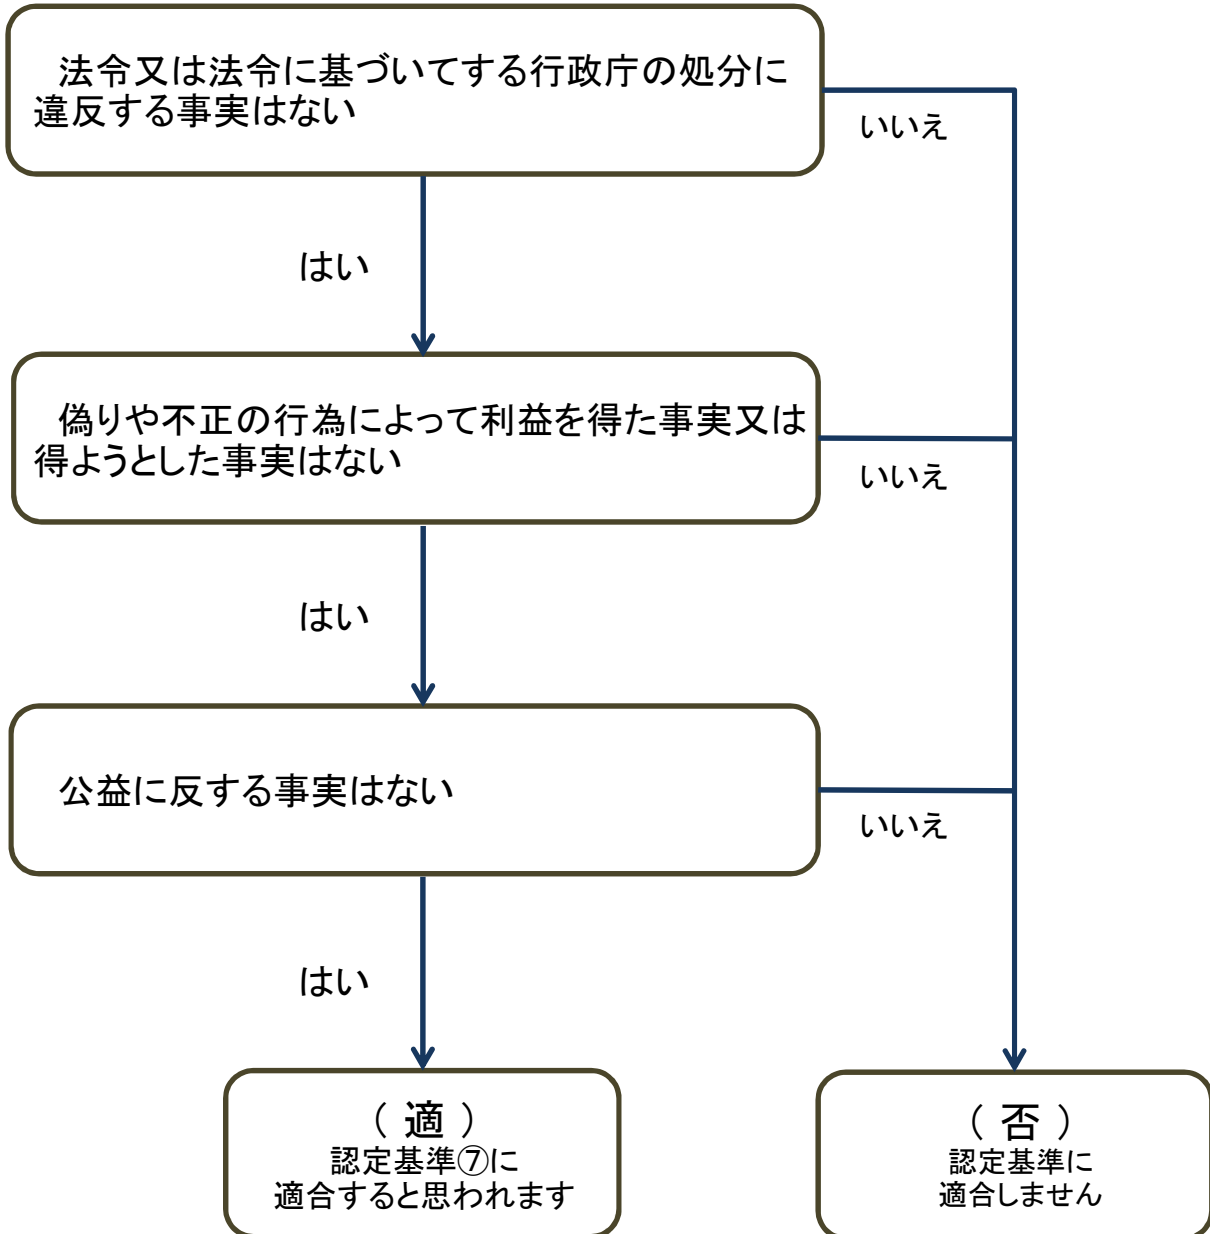 法令又は法令に基づいてする行政庁の処分に
違反する事実はない
いいえ
はい
偽りや不正の行為によって利益を得た事実又は
得ようとした事実はない
いいえ
はい
公益に反する事実はない
いいえ
はい
（ 適 ）
認定基準⑦に
適合すると思われます
（ 否 ）
認定基準に
適合しません